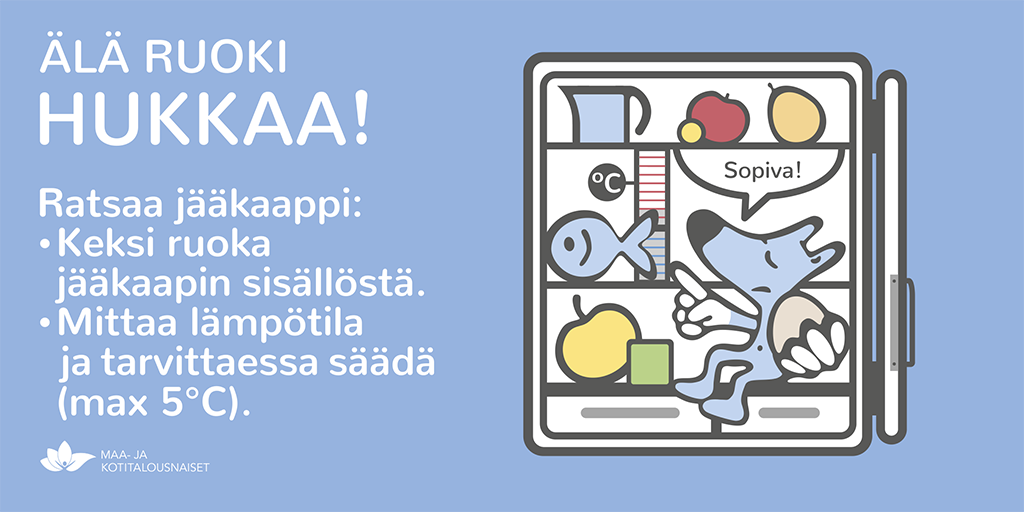 ÄLÄ RUOKI
HUKKAA!
Ratsaa jääkaappi:
• Keksi ruoka
jääkaapin sisällöstä.
• Mittaa lämpötila
ja tarvittaessa säädä
(max 5°C).
MAA- JA
KOTITALOUSNAISET
Sopiva!
°C